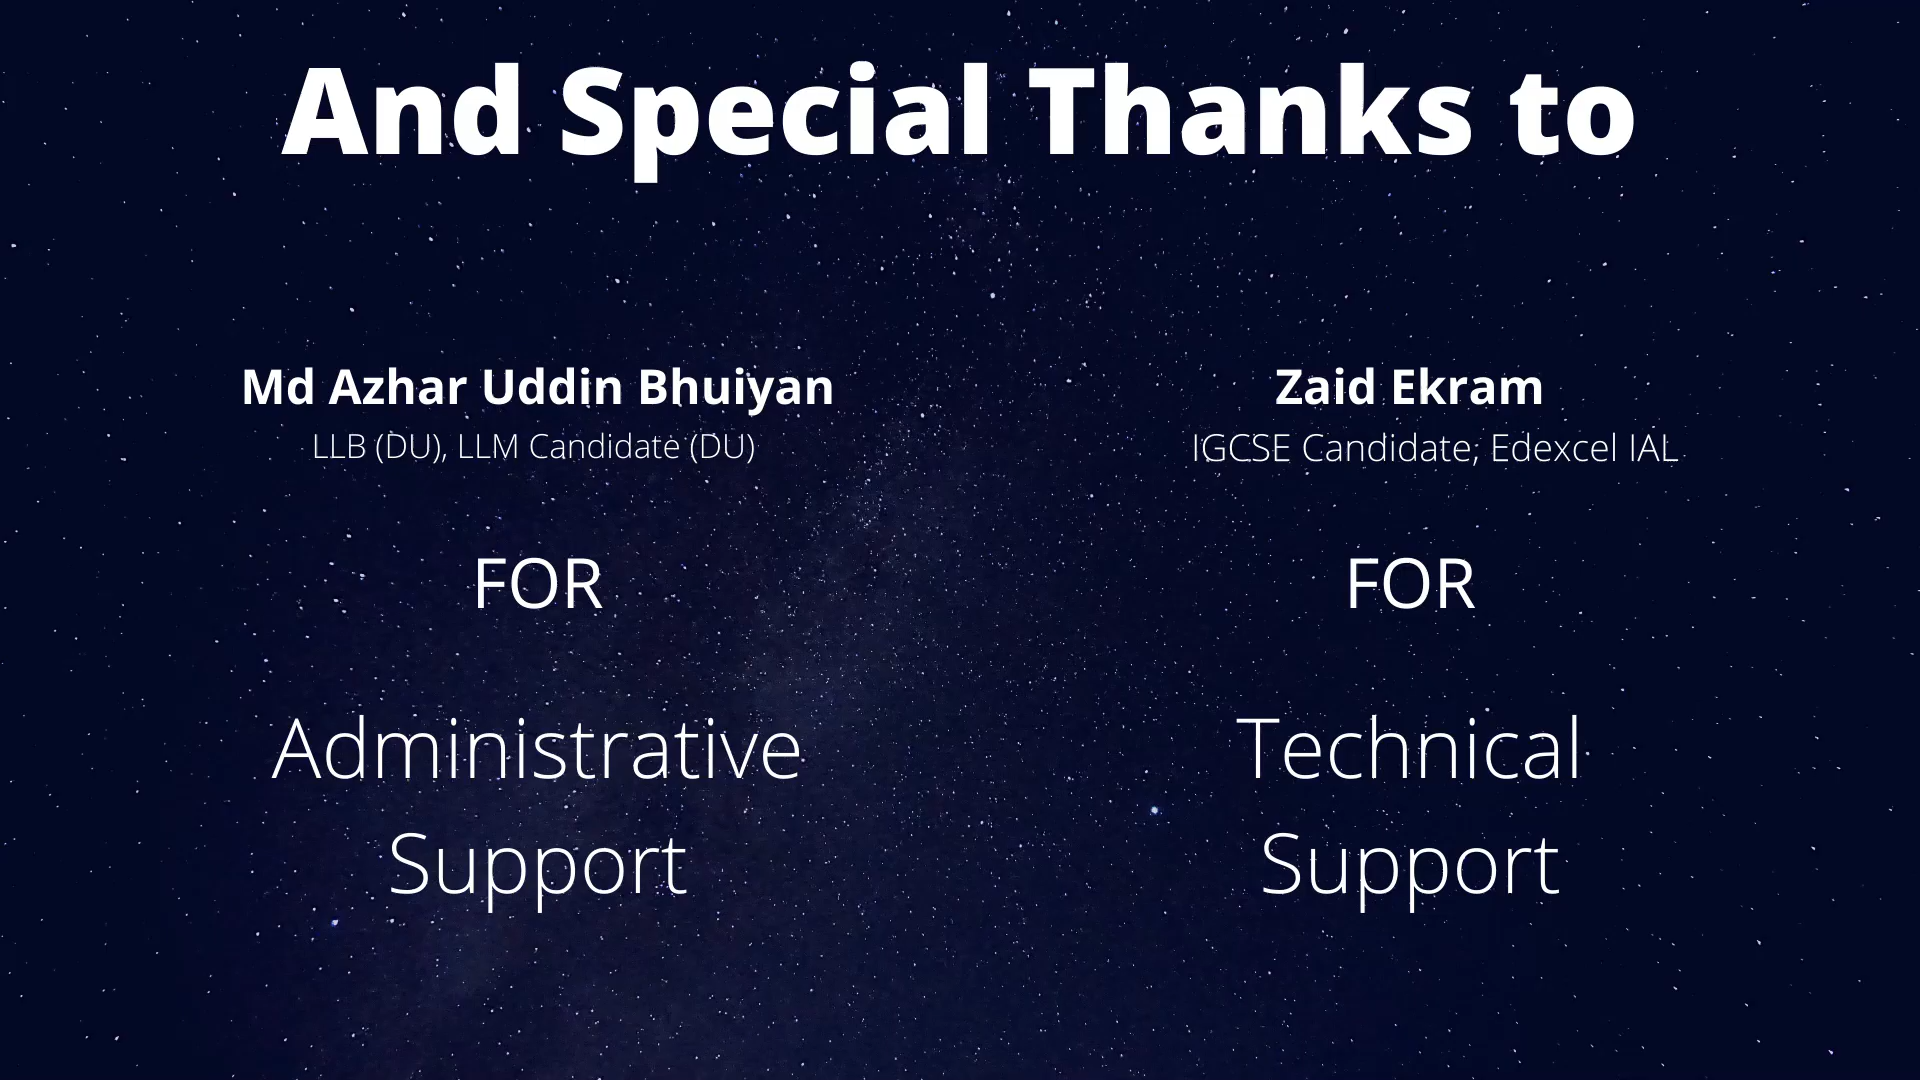 And Special Thanks to
Md Azhar Uddin Bhuiyan
LLB (DU), LLM Candidate (DU)
FOR
Administrative
Support
Zaid Ekram
IGCSE Candidate; Edexcel IAL
FOR
Technical
Support